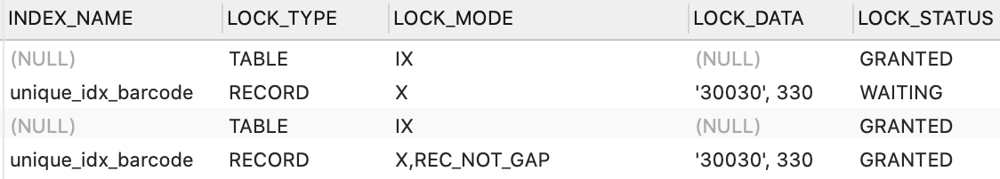 INDEX_NAME LOCK_TYPE LOCK_MODE LOCK_DATA LOCK_STATUS
(NULL) TABLE IX (NULL) GRANTED
unique_idx_barcode RECORD X '30030', 330 WAITING
(NULL) TABLE IX (NULL) GRANTED
unique_idx_barcode RECORD X,REC_NOT_GAP '30030', 330 GRANTED